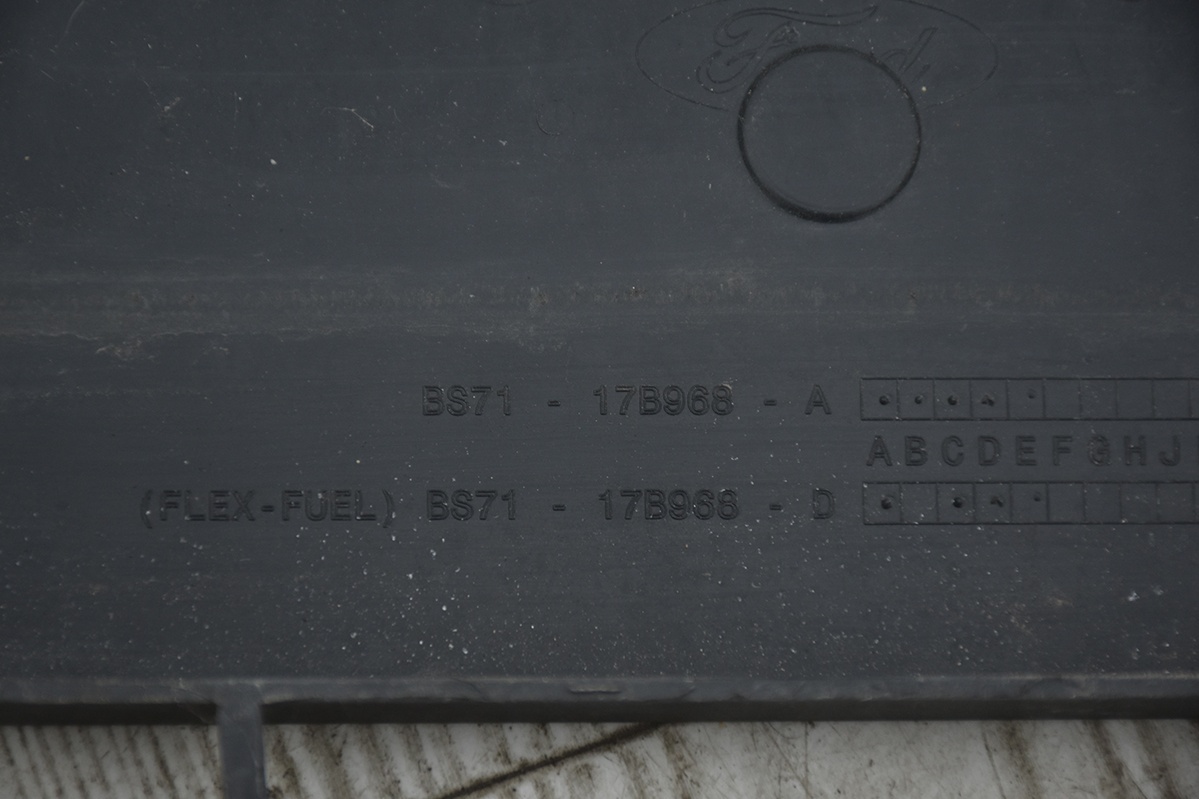 Ford
BS71 - 17B968 - A
ABCDEFGHJ
(FLEX-FUEL) BS71 - 17B968 - D